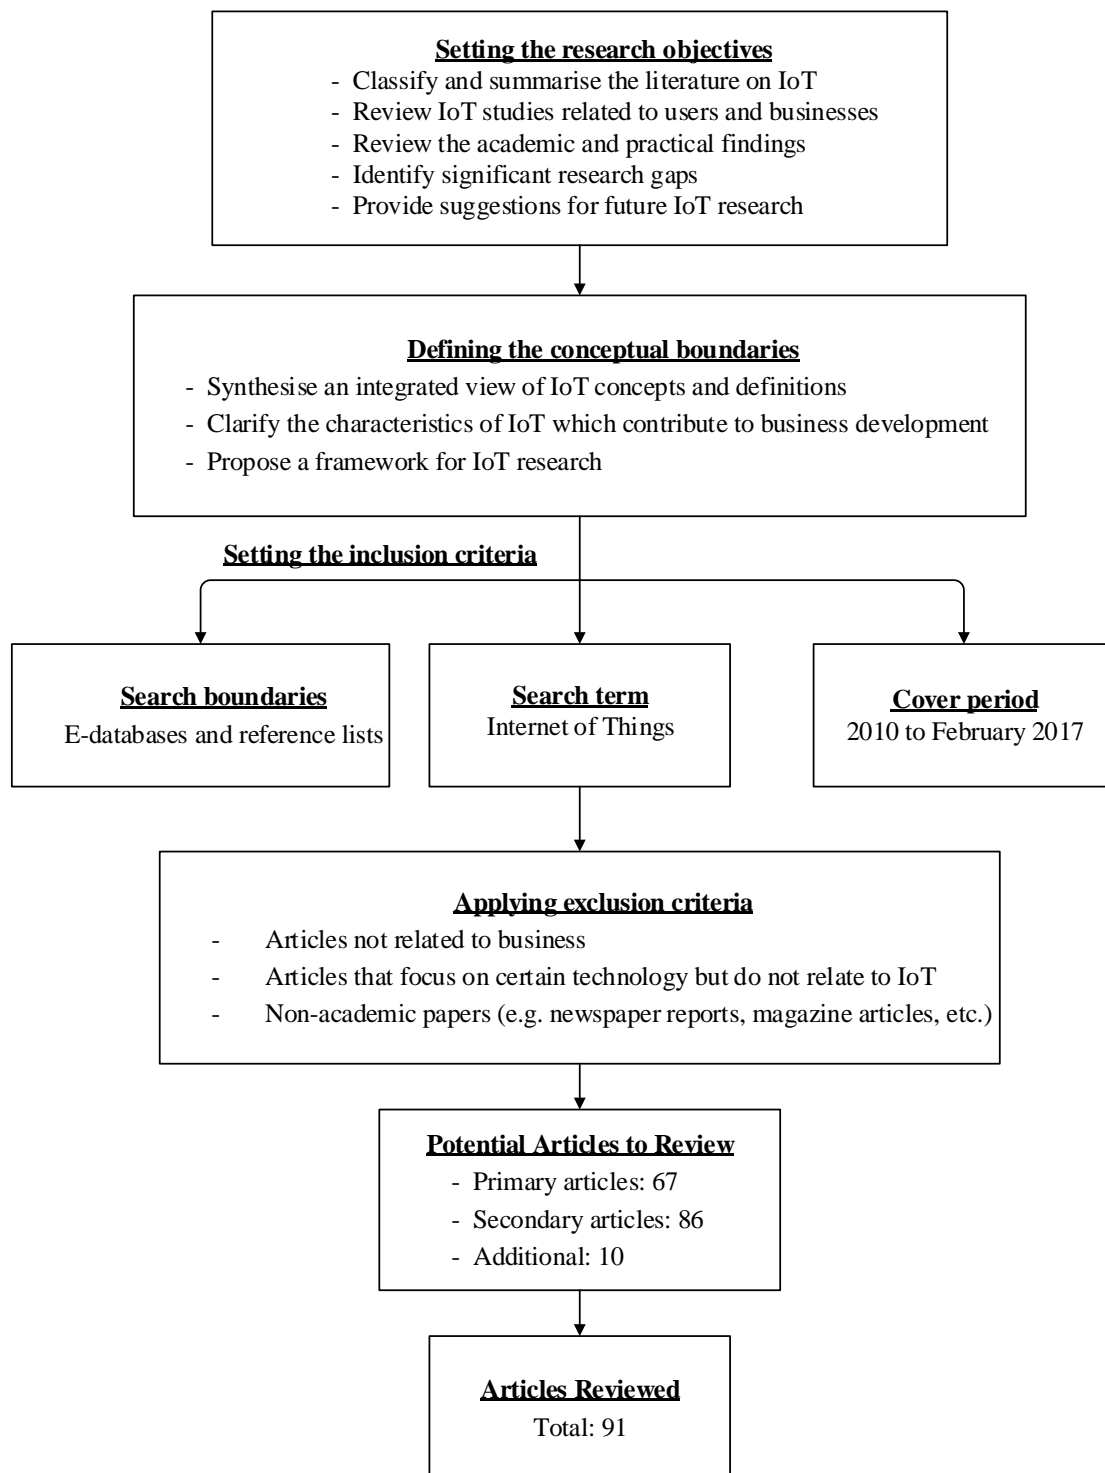 Setting the research objectives
- Classify and summarise the literature on IoT
- Review IoT studies related to users and businesses
- Review the academic and practical findings
- Identify significant research gaps
- Provide suggestions for future IoT research
Defining the conceptual boundaries
- Synthesise an integrated view of IoT concepts and definitions
- Clarify the characteristics of IoT which contribute to business development
- Propose a framework for IoT research
Setting the inclusion criteria
Search boundaries
E-databases and reference lists
Search term
Internet of Things
Cover period
2010 to February 2017
Applying exclusion criteria
- Articles not related to business
- Articles that focus on certain technology but do not relate to IoT
- Non-academic papers (e.g. newspaper reports, magazine articles, etc.)
Potential Articles to Review
- Primary articles: 67
- Secondary articles: 86
- Additional: 10
Articles Reviewed
Total: 91